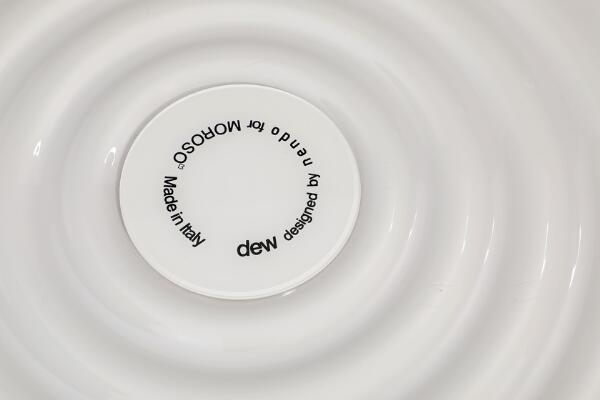 dew designed by nendo for MOROSO©
Made in Italy